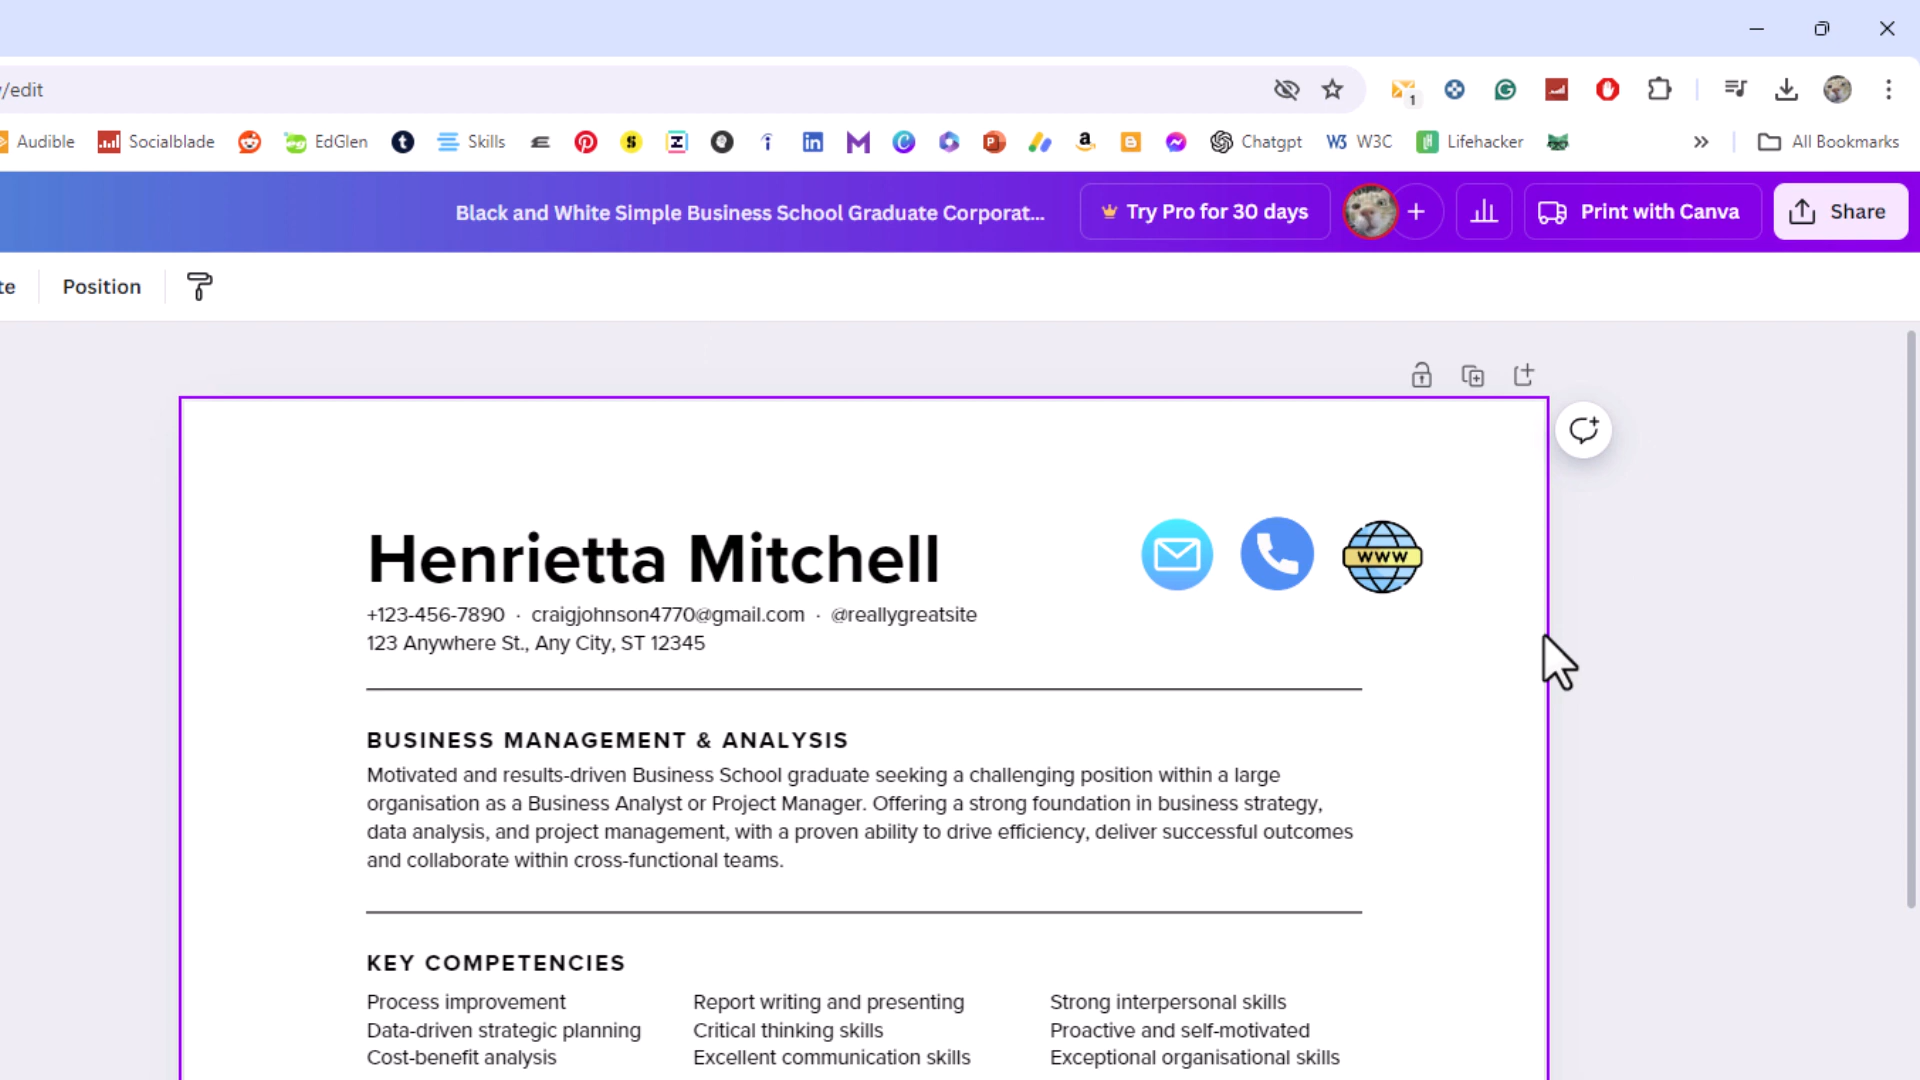 /edit
1
Audible
Socialblade
EdGlen
Skills
Chatgpt
W3C
Lifehacker
All Bookmarks
Black and White Simple Business School Graduate Corporat...
Try Pro for 30 days
Print with Canva
Share
te
Position
Henrietta Mitchell
WWW
+123-456-7890 · craigjohnson4770@gmail.com · @reallygreatsite
123 Anywhere St., Any City, ST 12345
BUSINESS MANAGEMENT & ANALYSIS
Motivated and results-driven Business School graduate seeking a challenging position within a large
organisation as a Business Analyst or Project Manager. Offering a strong foundation in business strategy,
data analysis, and project management, with a proven ability to drive efficiency, deliver successful outcomes
and collaborate within cross-functional teams.
KEY COMPETENCIES
Process improvement
Data-driven strategic planning
Cost-benefit analysis
Report writing and presenting
Critical thinking skills
Excellent communication skills
Strong interpersonal skills
Proactive and self-motivated
Exceptional organisational skills